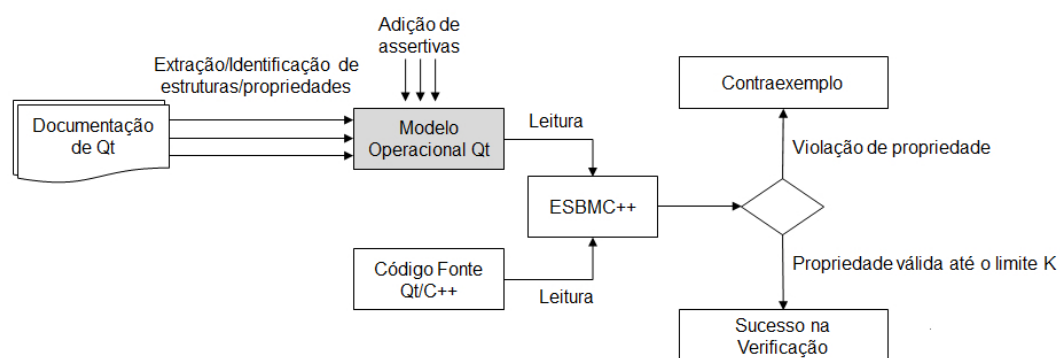 Adição de
assertivas
Extração/Identificação de
estruturas/propriedades
Documentação
de Qt
Modelo
Operacional Qt
Leitura
Contraexemplo
Violação de propriedade
ESBMC++
Código Fonte
Qt/C++
Leitura
Propriedade válida até o limite K
Sucesso na
Verificação